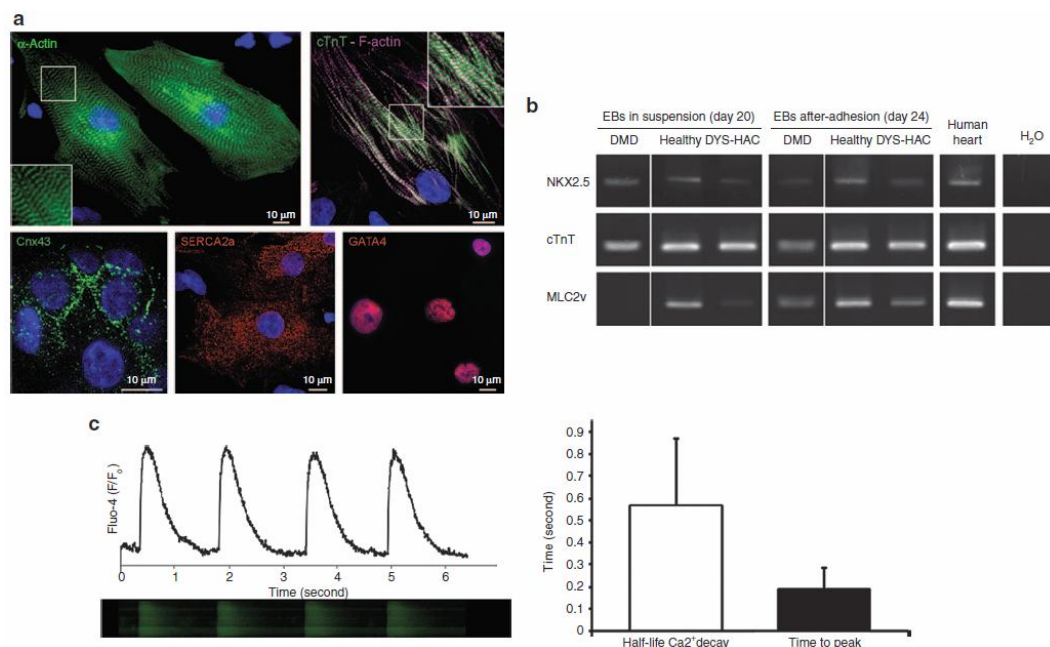 a
α-Actin
10 μm
cTnT - F-actin
10 μm
Cnx43
10 μm
SERCA2a
10 μm
GATA4
10 μm
b
EBs in suspension (day 20)
EBs after-adhesion (day 24)
Human heart
H₂O
DMD
Healthy DYS-HAC
DMD
Healthy DYS-HAC
NKX2.5
cTnT
MLC2v
c
Fluo-4 (F/F₀)
0 1 2 3 4 5 6
Time (second)
Time (second)
0.9
0.8
0.7
0.6
0.5
0.4
0.3
0.2
0.1
0
Half-life Ca2⁺decay
Time to peak